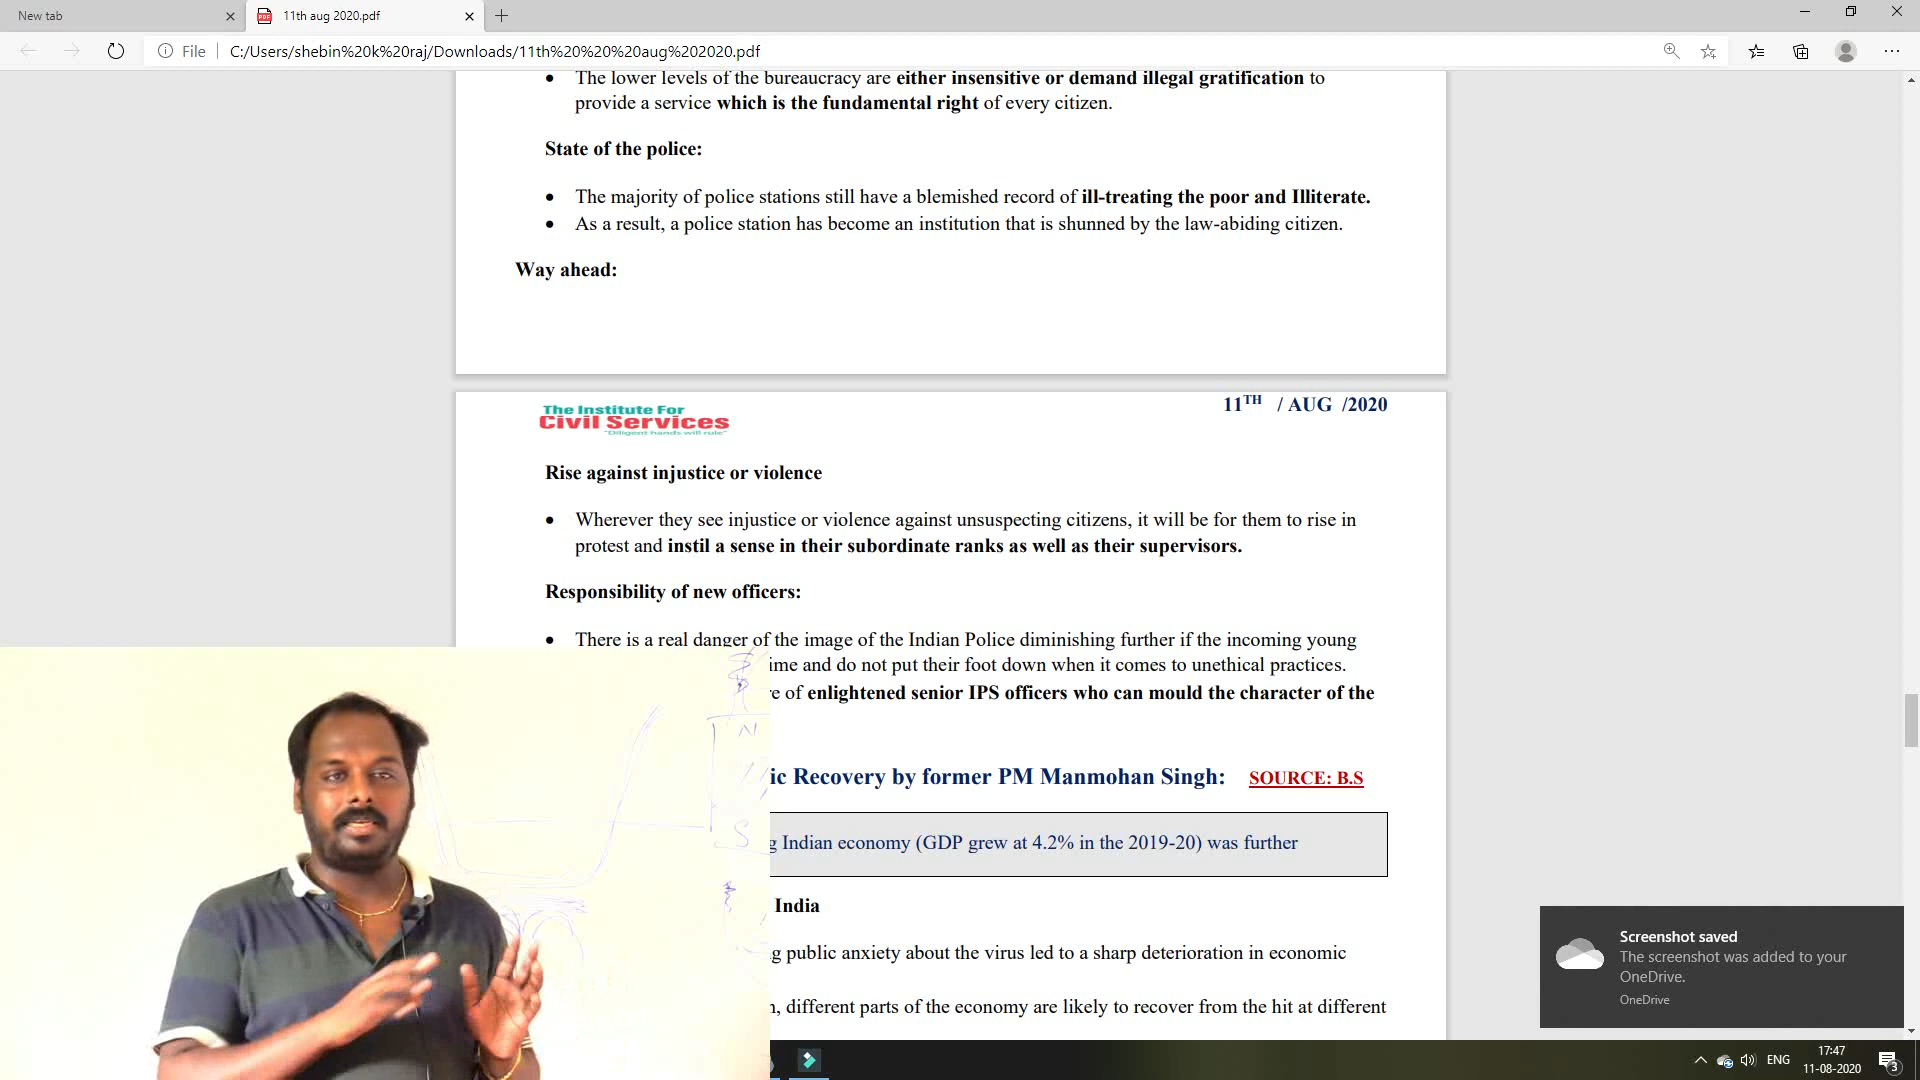 New tab
11th aug 2020.pdf
File
C:/Users/shebin%20k%20raj/Downloads/11th%20%20%20aug%202020.pdf
• The lower levels of the bureaucracy are either insensitive or demand illegal gratification to
provide a service which is the fundamental right of every citizen.
State of the police:
• The majority of police stations still have a blemished record of ill-treating the poor and Illiterate.
• As a result, a police station has become an institution that is shunned by the law-abiding citizen.
Way ahead:
The Institute For
Civil Services
"Diligent hands will rule"
11TH / AUG /2020
Rise against injustice or violence
• Wherever they see injustice or violence against unsuspecting citizens, it will be for them to rise in
protest and instil a sense in their subordinate ranks as well as their supervisors.
Responsibility of new officers:
• There is a real danger of the image of the Indian Police diminishing further if the incoming young
ime and do not put their foot down when it comes to unethical practices.
e of enlightened senior IPS officers who can mould the character of the
ic Recovery by former PM Manmohan Singh: SOURCE: B.S
g Indian economy (GDP grew at 4.2% in the 2019-20) was further
India
g public anxiety about the virus led to a sharp deterioration in economic
, different parts of the economy are likely to recover from the hit at different
N
S
Screenshot saved
The screenshot was added to your
OneDrive.
OneDrive
ENG
17:47
11-08-2020
3